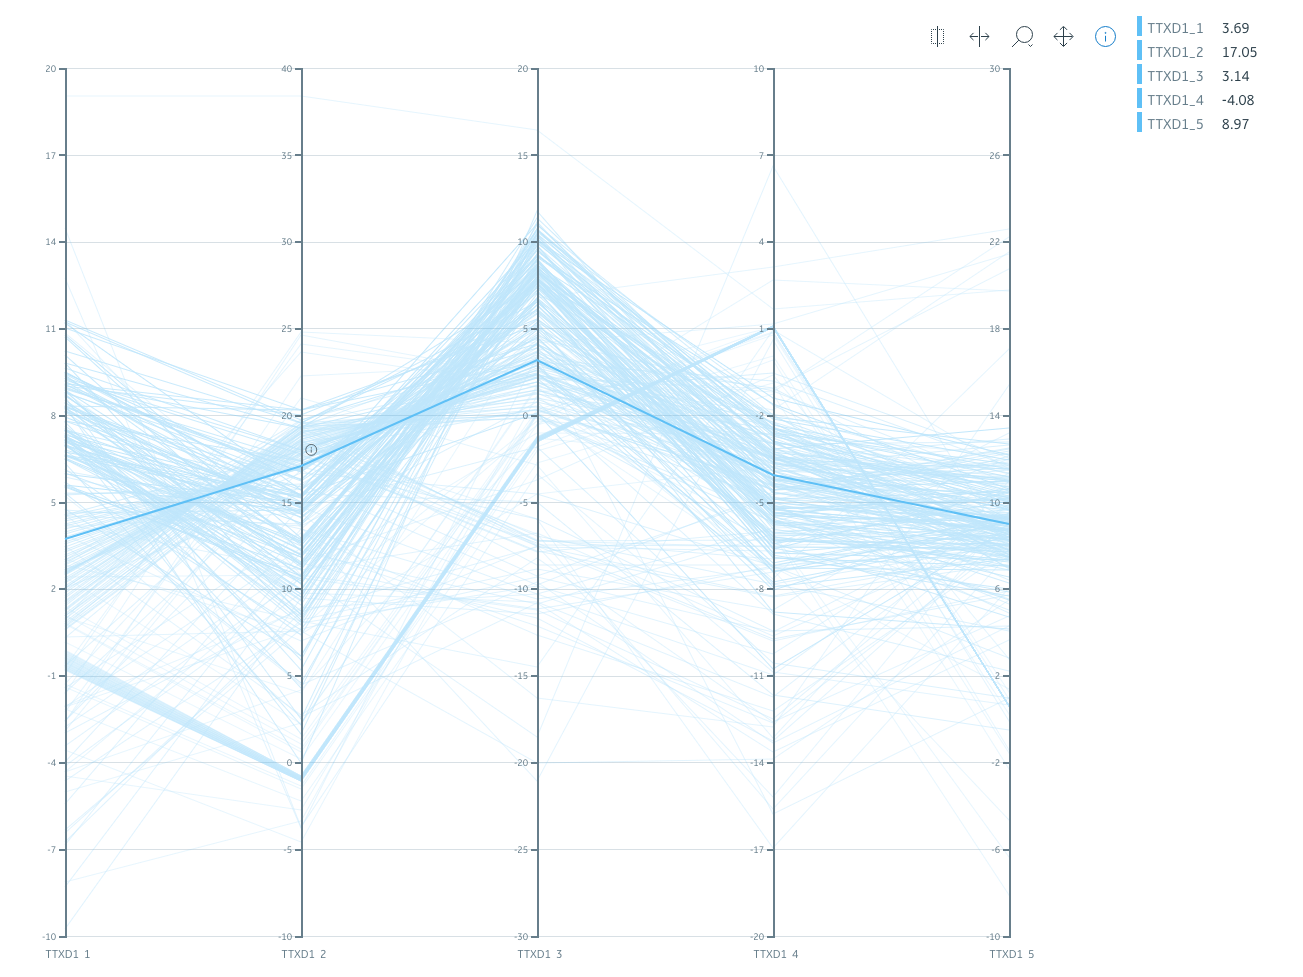 TTXD1_1 3.69
TTXD1_2 17.05
TTXD1_3 3.14
TTXD1_4 -4.08
TTXD1_5 8.97
20 40 20 10 30
17 35 15 7 26
14 30 10 4 22
11 25 5 1 18
8 20 0 -2 14
5 15 -5 -5 10
2 10 -10 -8 6
-1 5 -15 -11 2
-4 0 -20 -14 -2
-7 -5 -25 -17 -6
-10 -10 -30 -20 -10
TTXD1_1 TTXD1_2 TTXD1_3 TTXD1_4 TTXD1_5